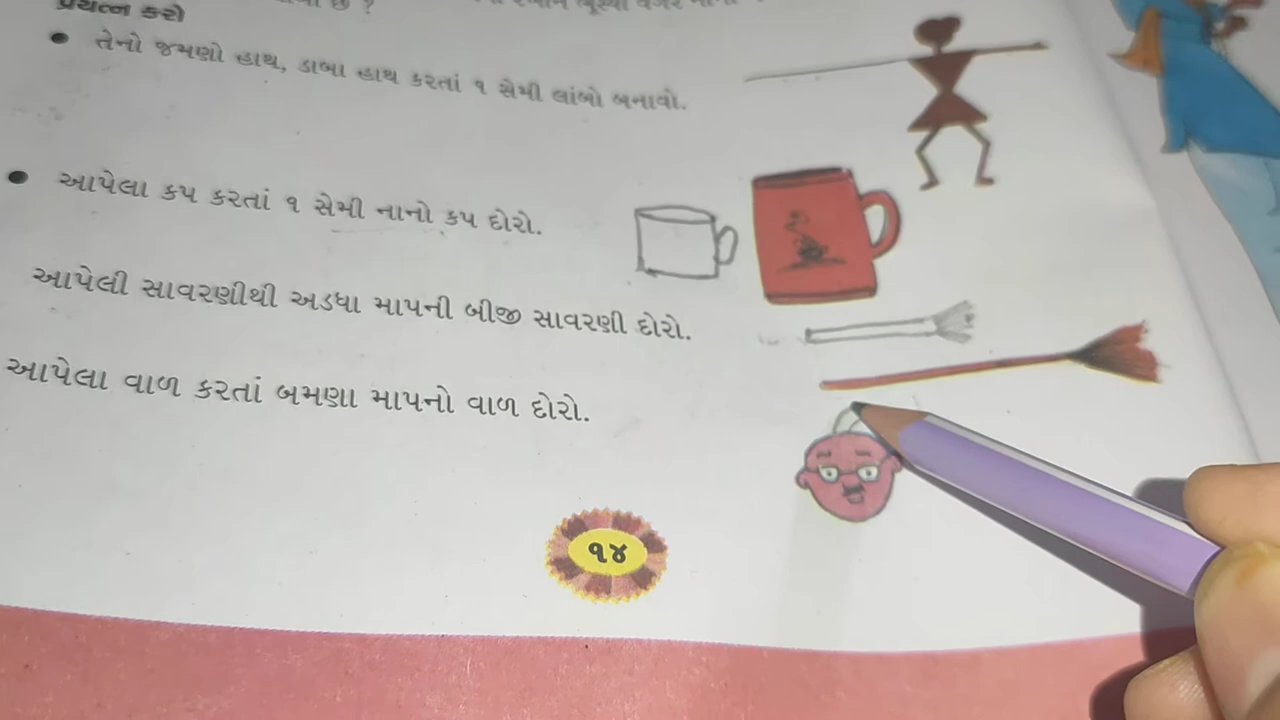 પ્રયત્ન કરો
• તેનો જમણો હાથ, ડાબા હાથ કરતાં ૧ સેમી લાંબો બનાવો.
• આપેલા કપ કરતાં ૧ સેમી નાનો કપ દોરો.
આપેલી સાવરણીથી અડધા માપની બીજી સાવરણી દોરો.
આપેલા વાળ કરતાં બમણા માપનો વાળ દોરો.
૧૪